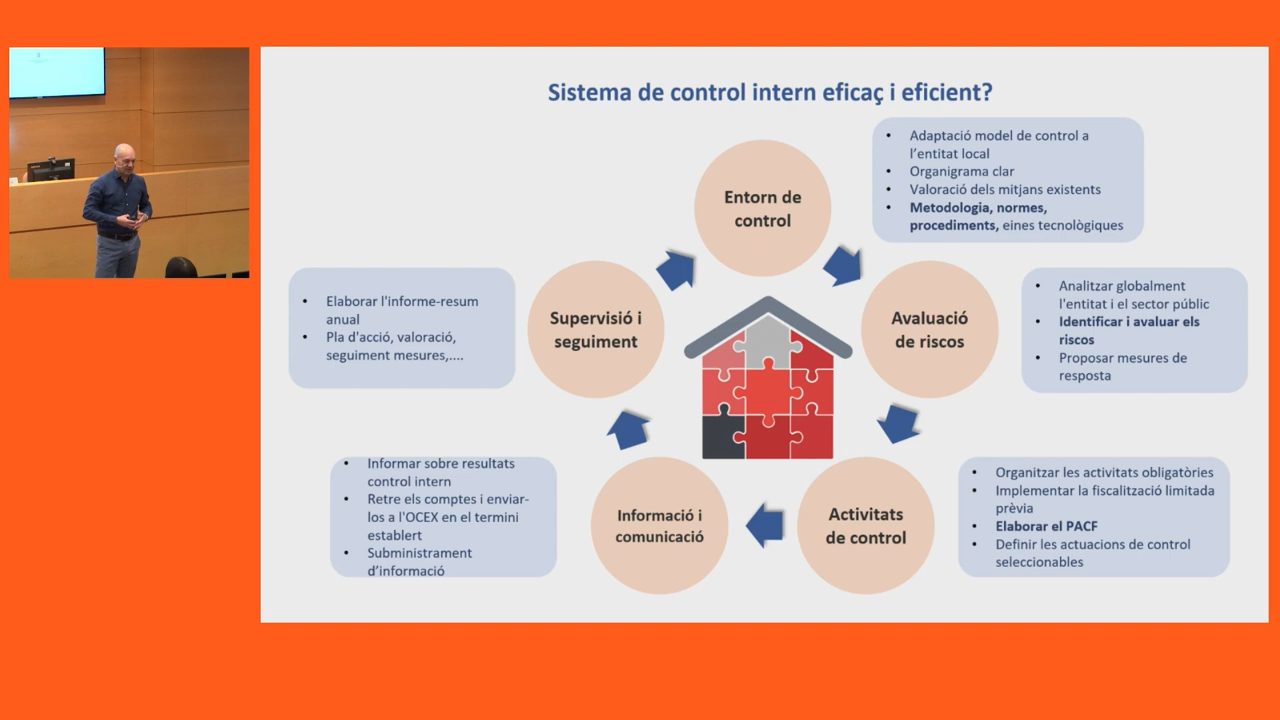 Sistema de control intern eficaç i eficient?
Entorn de
control
• Adaptació model de control a
l’entitat local
• Organigrama clar
• Valoració dels mitjans existents
• Metodologia, normes,
procediments, eines tecnològiques
Avaluació
de riscos
• Analitzar globalment
l'entitat i el sector públic
• Identificar i avaluar els
riscos
• Proposar mesures de
resposta
Activitats
de control
• Organitzar les activitats obligatòries
• Implementar la fiscalització limitada
prèvia
• Elaborar el PACF
• Definir les actuacions de control
seleccionables
Informació i
comunicació
• Informar sobre resultats
control intern
• Retre els comptes i enviar-
los a l'OCEX en el termini
establert
• Subministrament
d’informació
Supervisió i
seguiment
• Elaborar l'informe-resum
anual
• Pla d'acció, valoració,
seguiment mesures,....